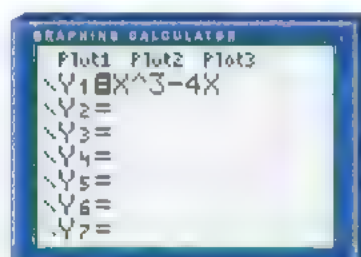 GRAPHING CALCULATOR
Plot1 Plot2 Plot3
\Y1=X^3-4X
\Y2=
\Y3=
\Y4=
\Y5=
\Y6=
\Y7=